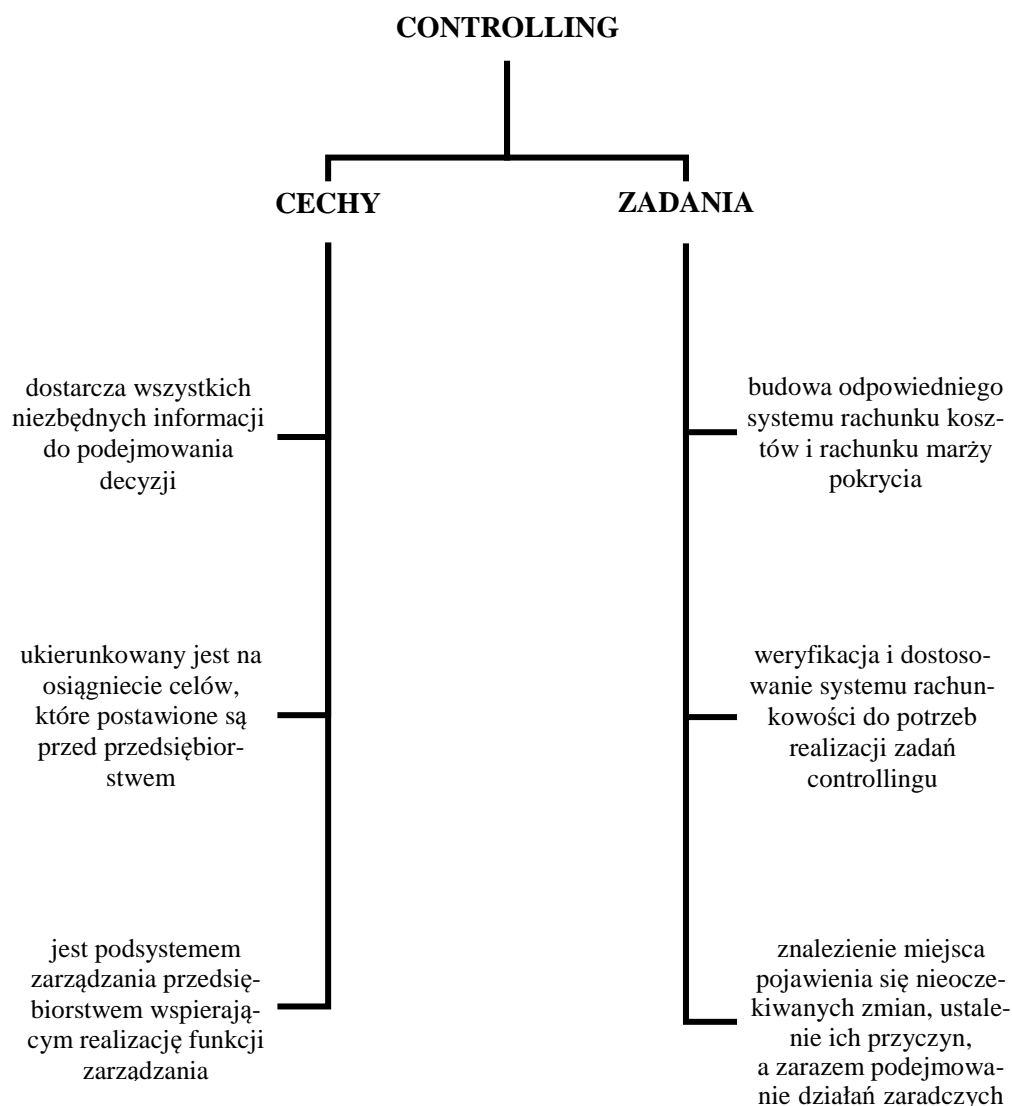 CONTROLLING
CECHY
ZADANIA
dostarcza wszystkich
niezbędnych informacji
do podejmowania
decyzji
budowa odpowiedniego
systemu rachunku kosz-
tów i rachunku marży
pokrycia
ukierunkowany jest na
osiągniecie celów,
które postawione są
przed przedsiębior-
stwem
weryfikacja i dostoso-
wanie systemu rachun-
kowości do potrzeb
realizacji zadań
controllingu
jest podsystemem
zarządzania przedsię-
biorstwem wspierają-
cym realizację funkcji
zarządzania
znalezienie miejsca
pojawienia się nieocze-
kiwanych zmian, ustale-
nie ich przyczyn,
a zarazem podejmowa-
nie działań zaradczych